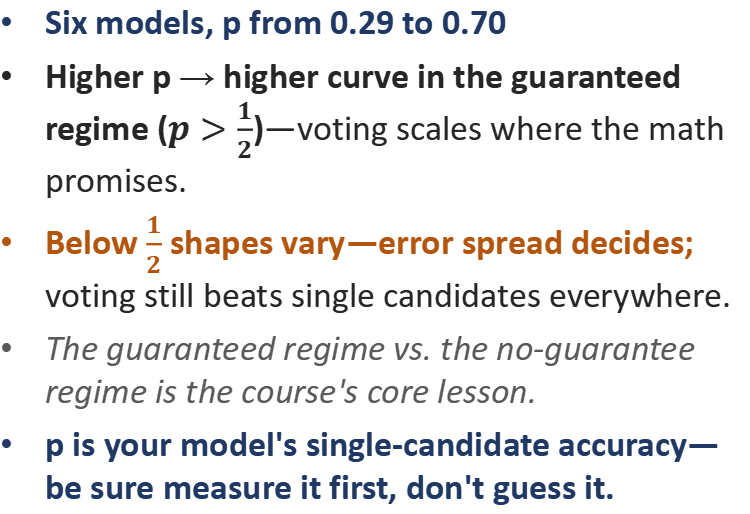 • Six models, p from 0.29 to 0.70
• Higher p → higher curve in the guaranteed
regime (p > 1/2)—voting scales where the math
promises.
• Below 1/2 shapes vary—error spread decides;
voting still beats single candidates everywhere.
• The guaranteed regime vs. the no-guarantee
regime is the course's core lesson.
• p is your model's single-candidate accuracy—
be sure measure it first, don't guess it.